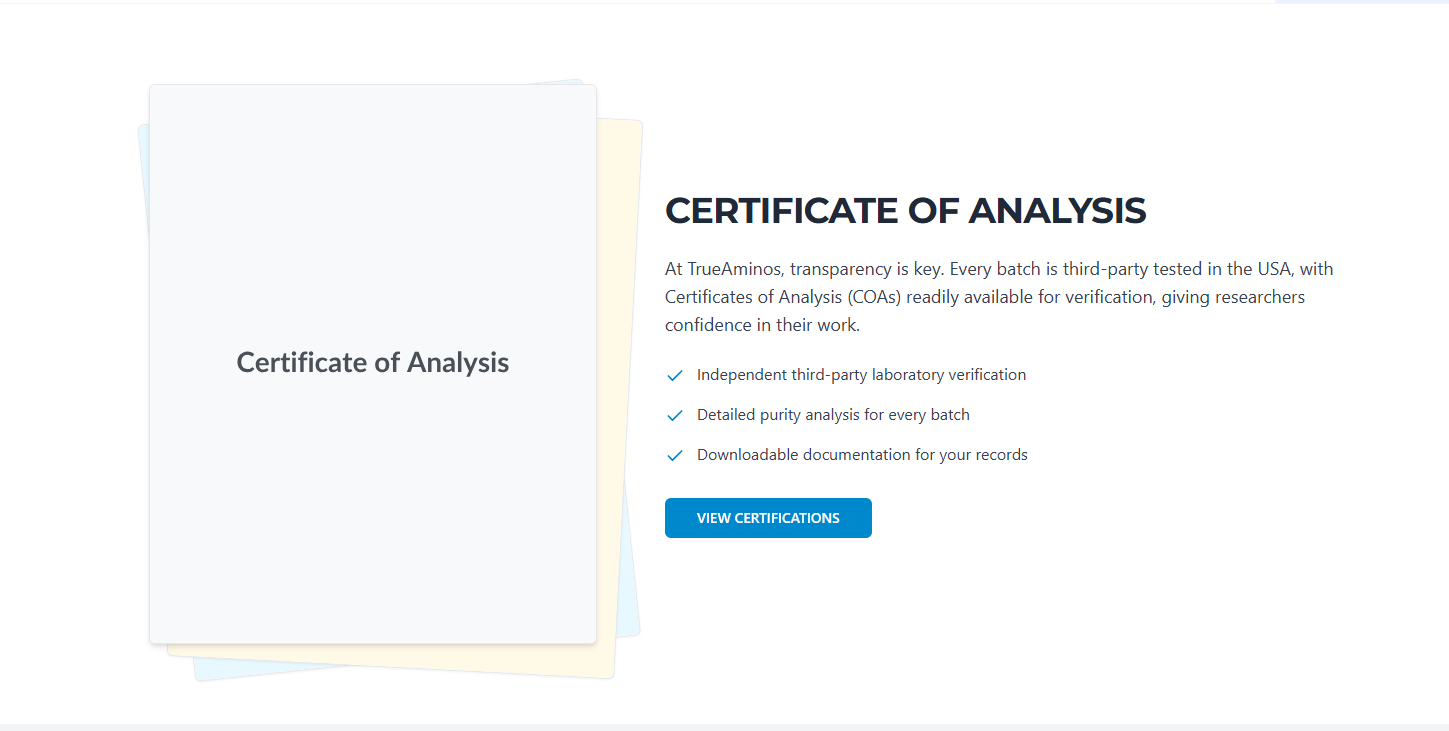 Certificate of Analysis
CERTIFICATE OF ANALYSIS
At TrueAminos, transparency is key. Every batch is third-party tested in the USA, with
Certificates of Analysis (COAs) readily available for verification, giving researchers
confidence in their work.
Independent third-party laboratory verification
Detailed purity analysis for every batch
Downloadable documentation for your records
VIEW CERTIFICATIONS